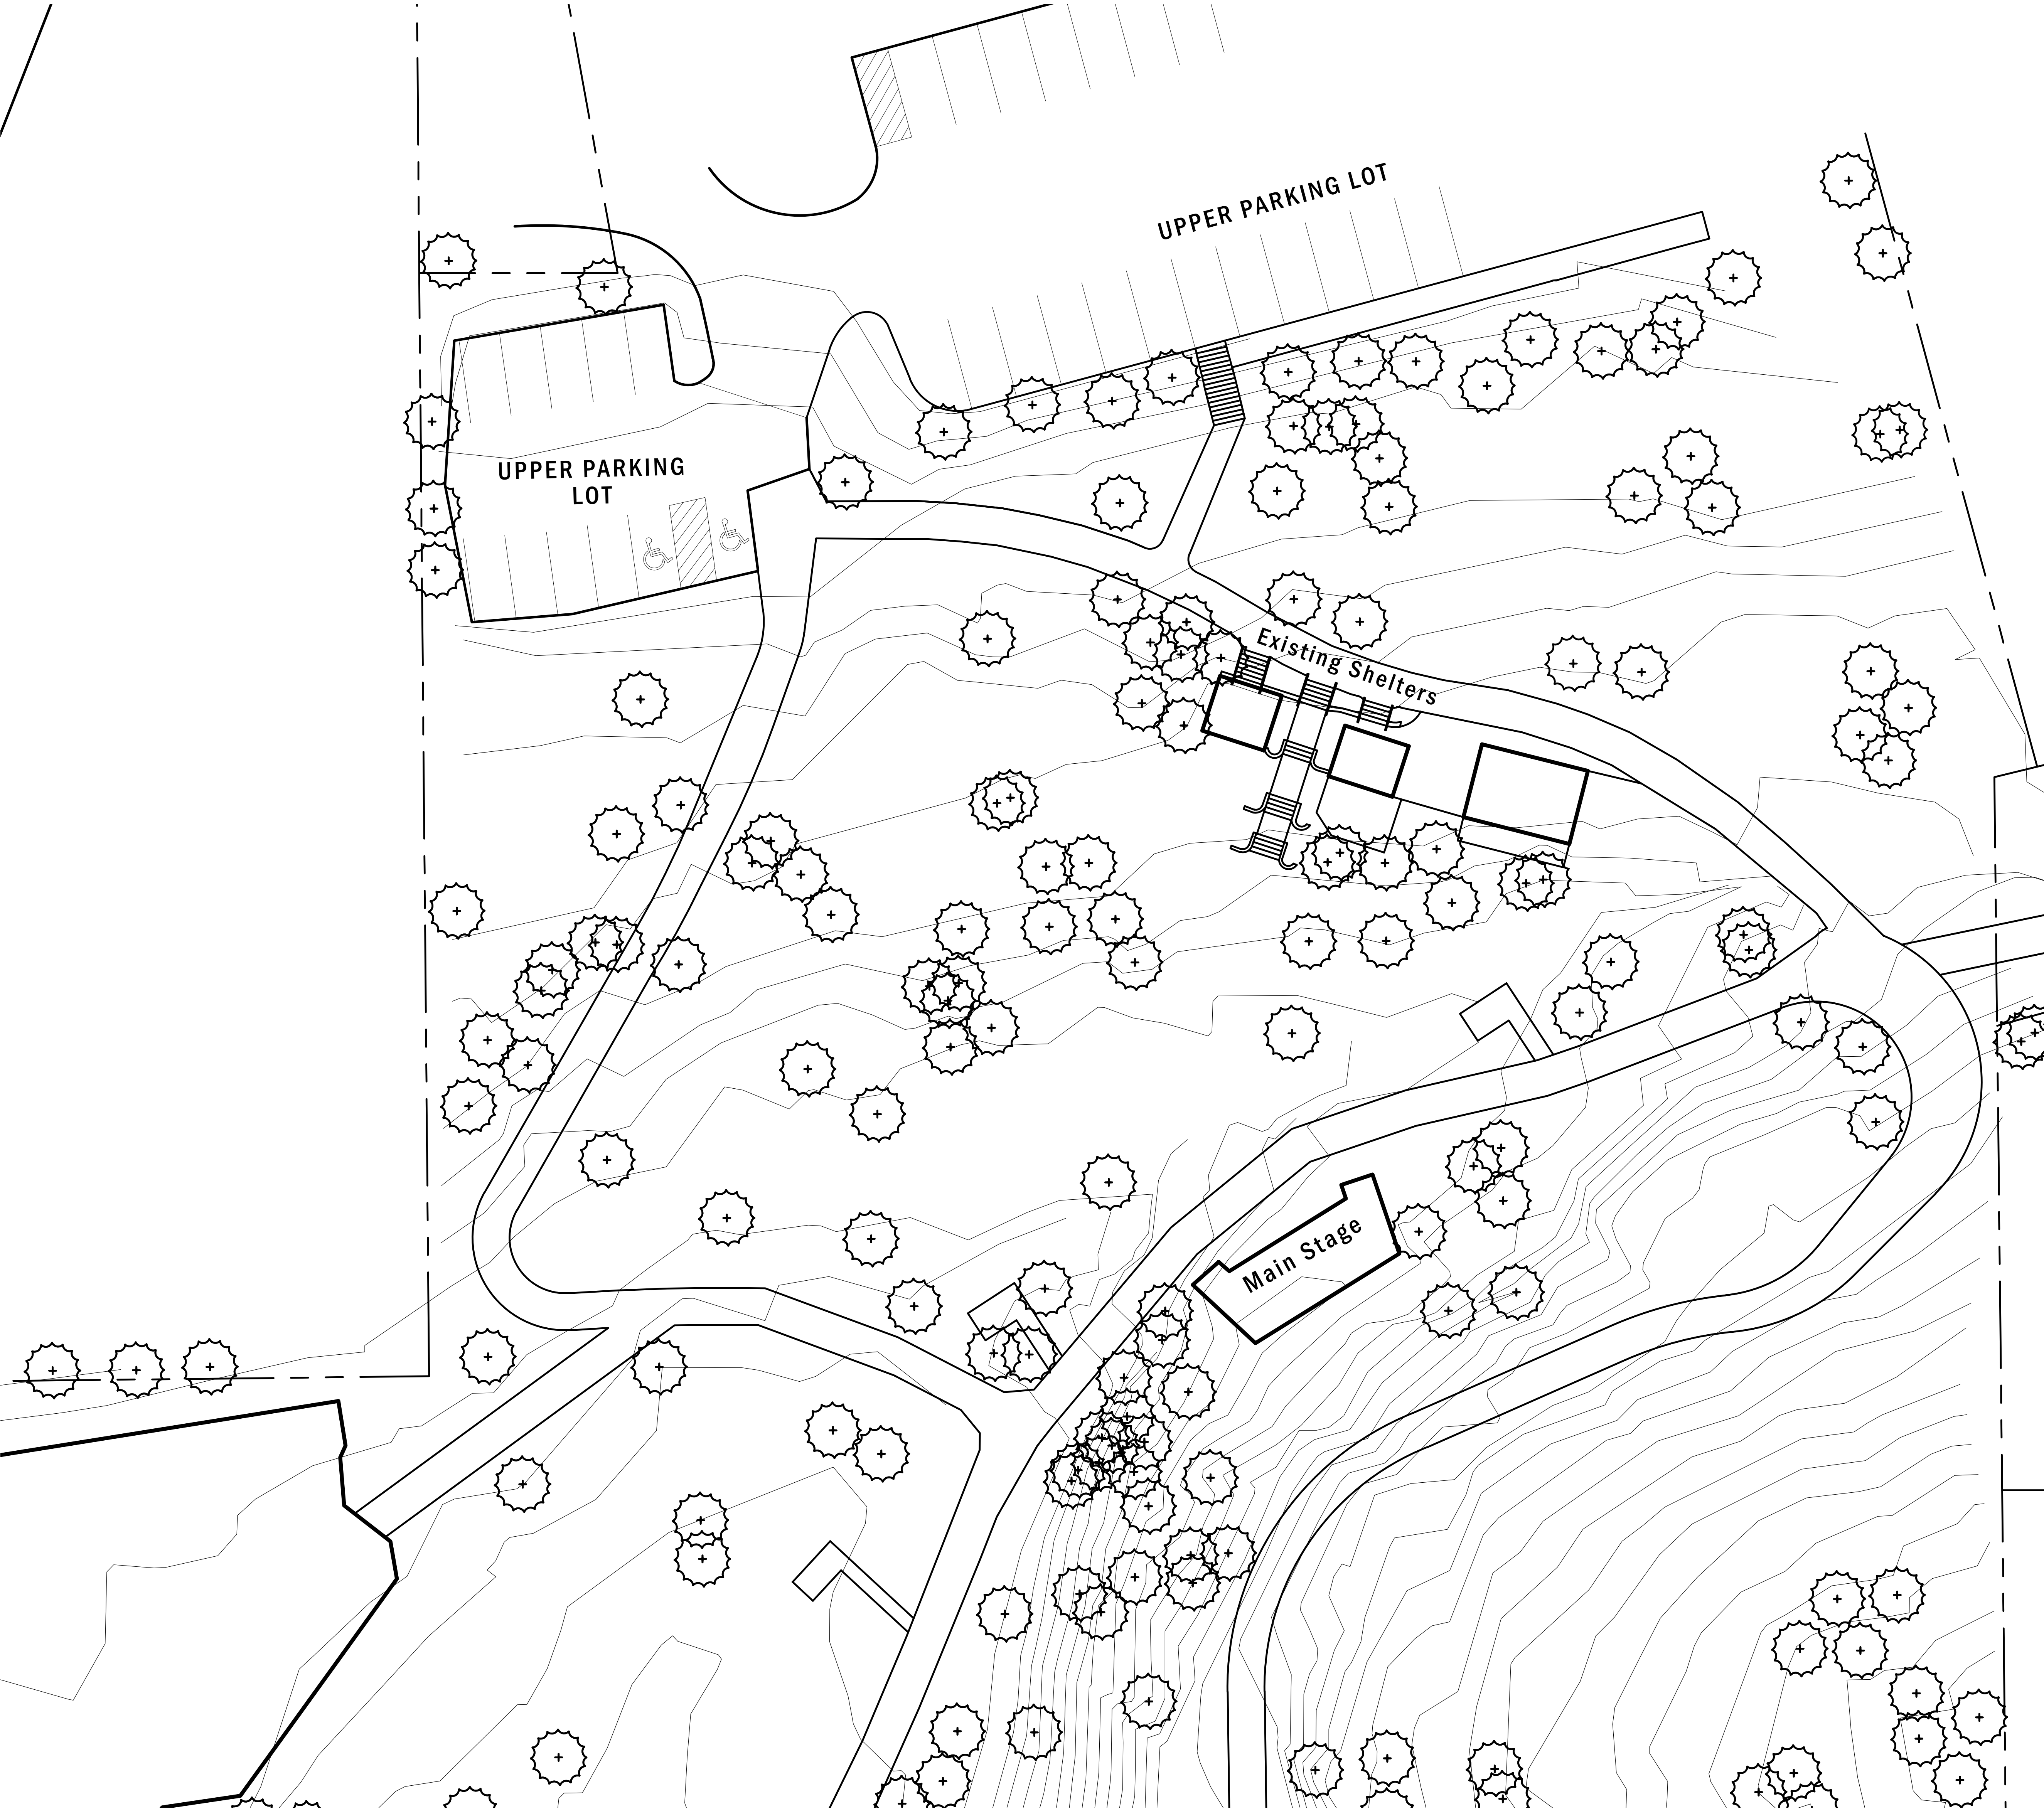 UPPER PARKING LOT
UPPER PARKING
LOT
Existing Shelters
Main Stage